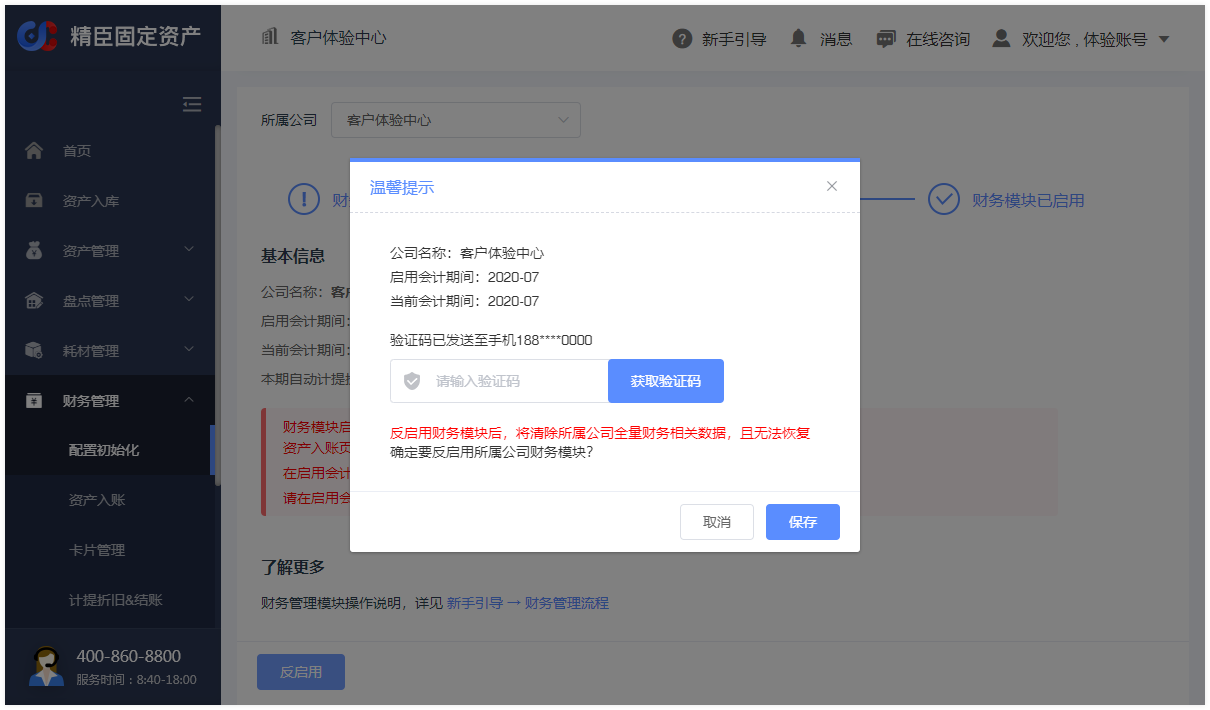 精臣固定资产
客户体验中心
新手引导
消息
在线咨询
欢迎您 , 体验账号
首页
资产入库
资产管理
盘点管理
耗材管理
财务管理
配置初始化
资产入账
卡片管理
计提折旧&结账
400-860-8800
服务时间 : 8:40-18:00
所属公司
客户体验中心
财务模块已启用
基本信息
公司名称：
启用会计期间：
当前会计期间：
本期自动计提
财务模块启
资产入账页
在启用会计
请在启用会
温馨提示
公司名称：客户体验中心
启用会计期间：2020-07
当前会计期间：2020-07
验证码已发送至手机188****0000
请输入验证码
获取验证码
反启用财务模块后，将清除所属公司全量财务相关数据，且无法恢复
确定要反启用所属公司财务模块？
取消
保存
了解更多
财务管理模块操作说明，详见 新手引导 → 财务管理流程
反启用